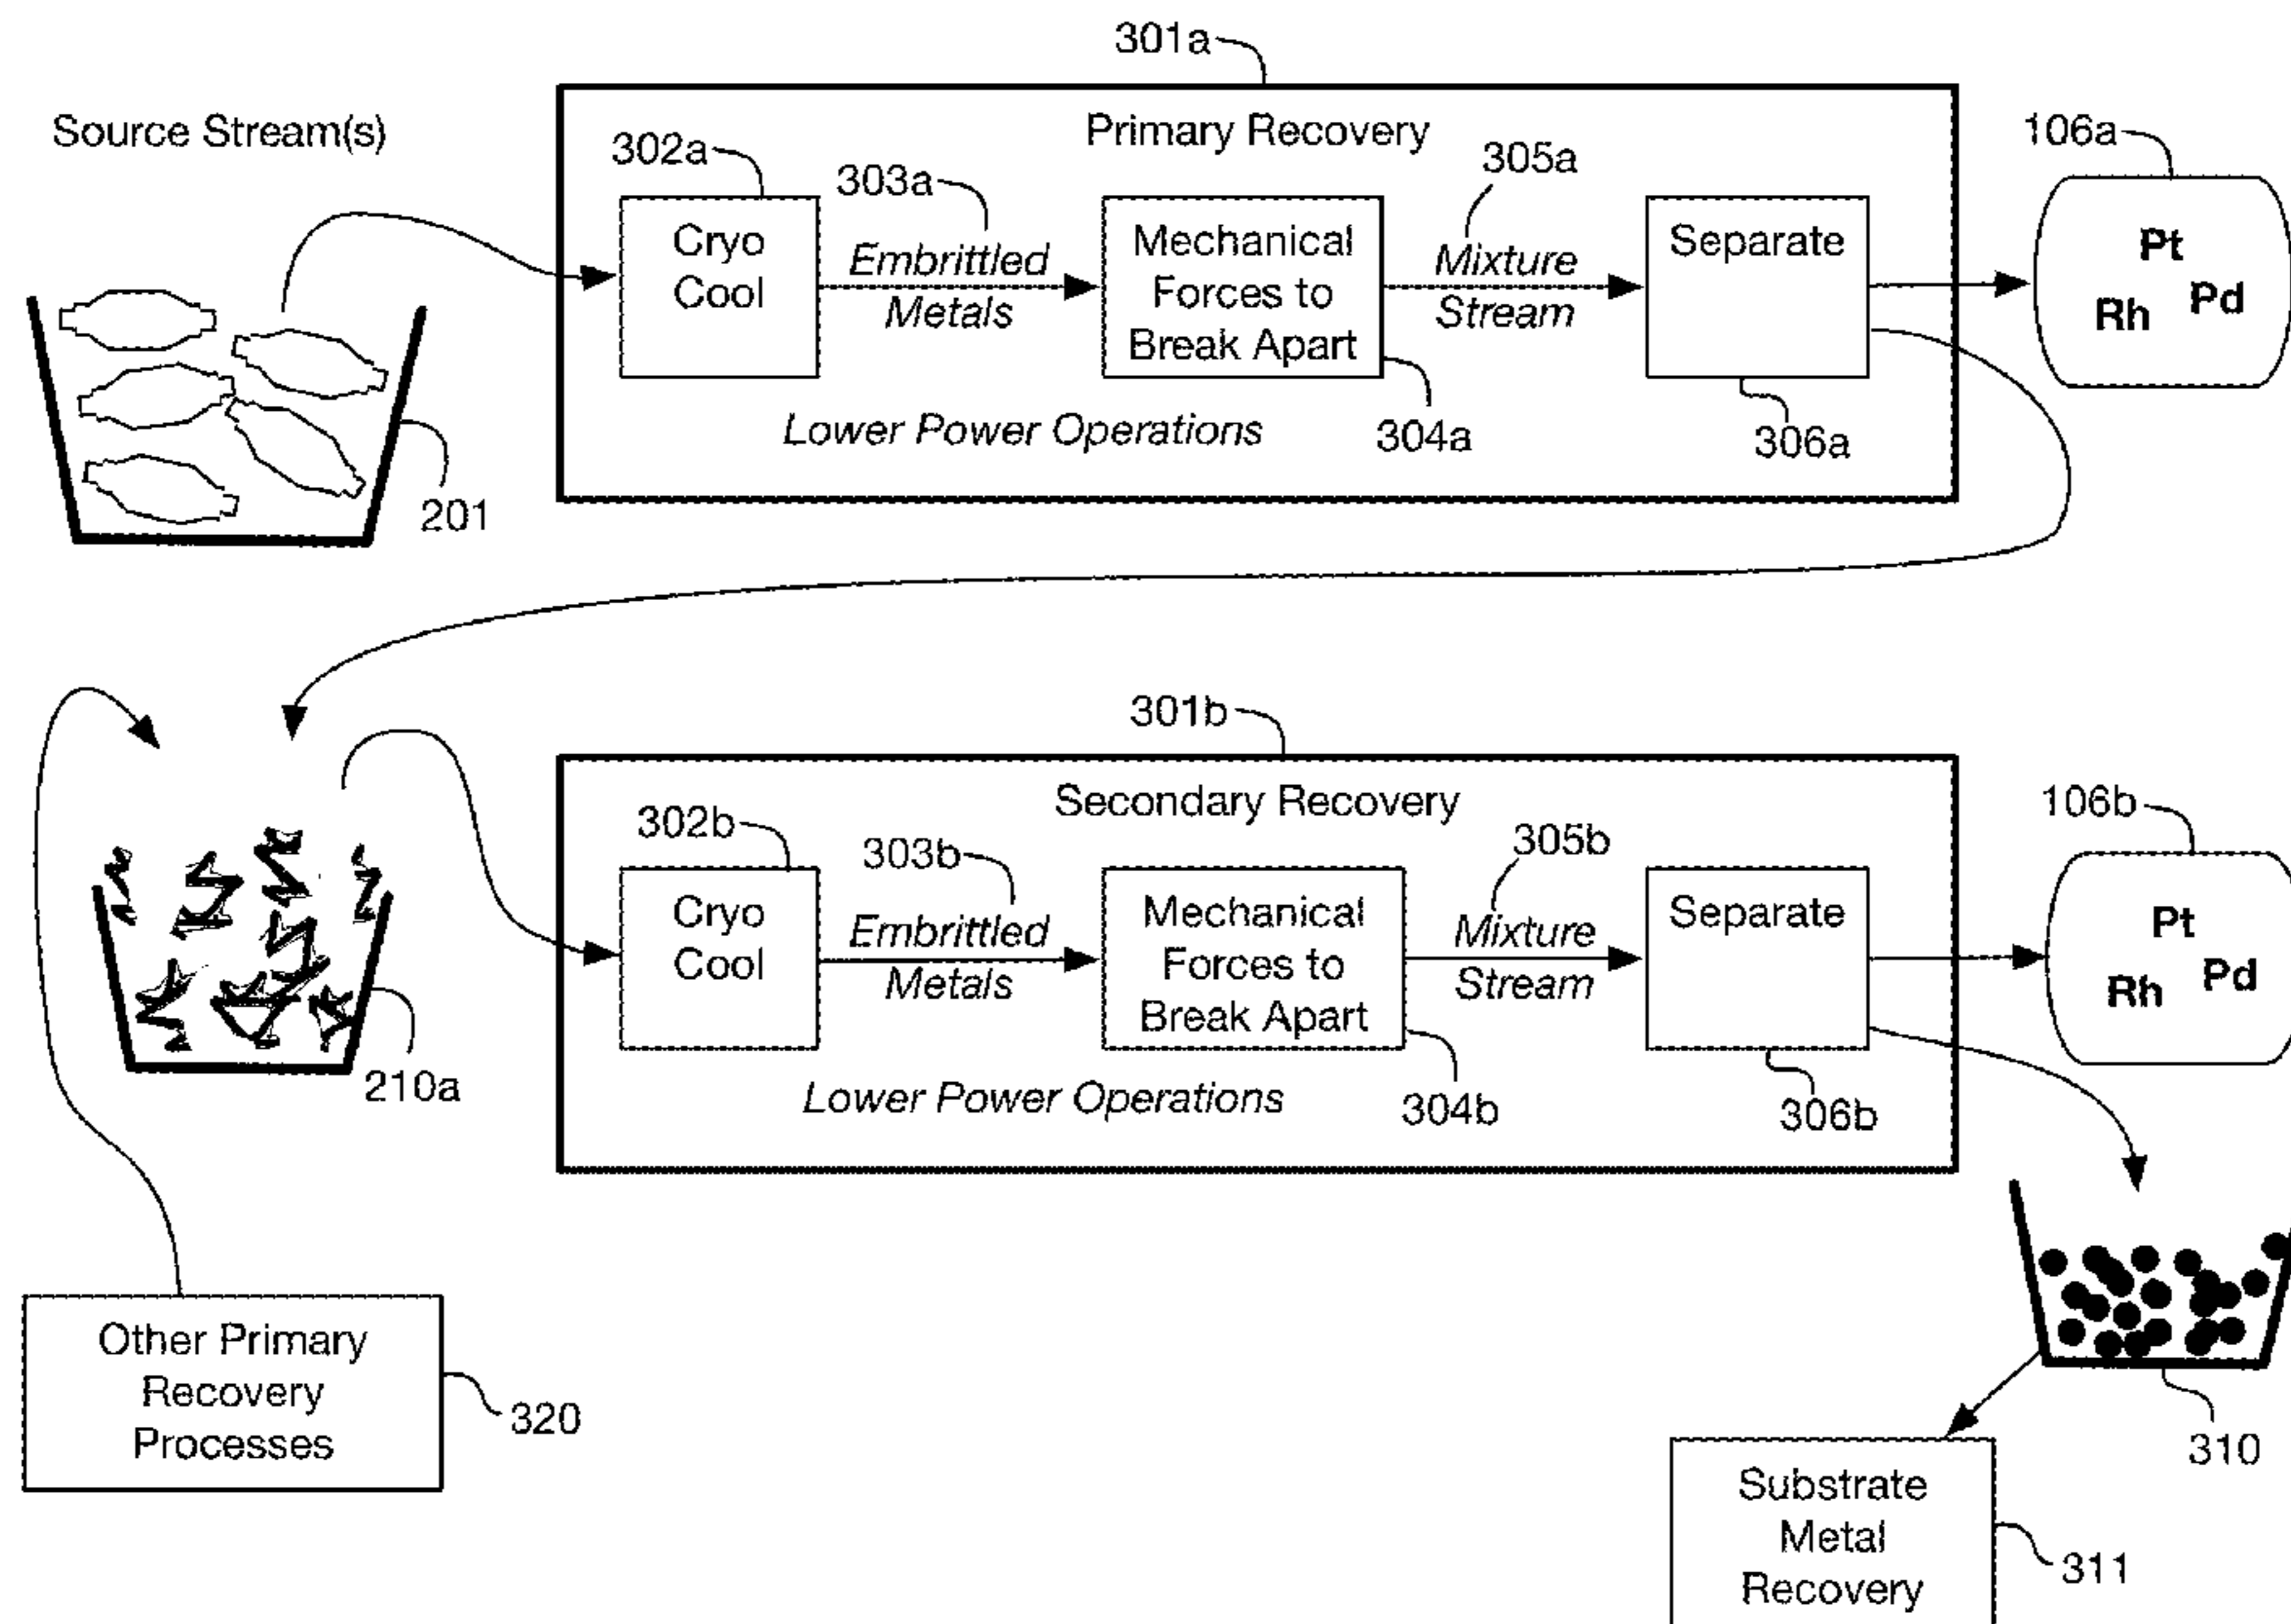 301a
Source Stream(s)
Primary Recovery
106a
302a
303a
305a
Cryo
Cool
Embrittled
Metals
Mechanical
Forces to
Break Apart
Mixture
Stream
Separate
Pt
Rh
Pd
Lower Power Operations
304a
306a
201
301b
Secondary Recovery
106b
302b
303b
305b
Cryo
Cool
Embrittled
Metals
Mechanical
Forces to
Break Apart
Mixture
Stream
Separate
Pt
Rh
Pd
210a
Lower Power Operations
304b
306b
Other Primary
Recovery
Processes
320
310
Substrate
Metal
Recovery
311